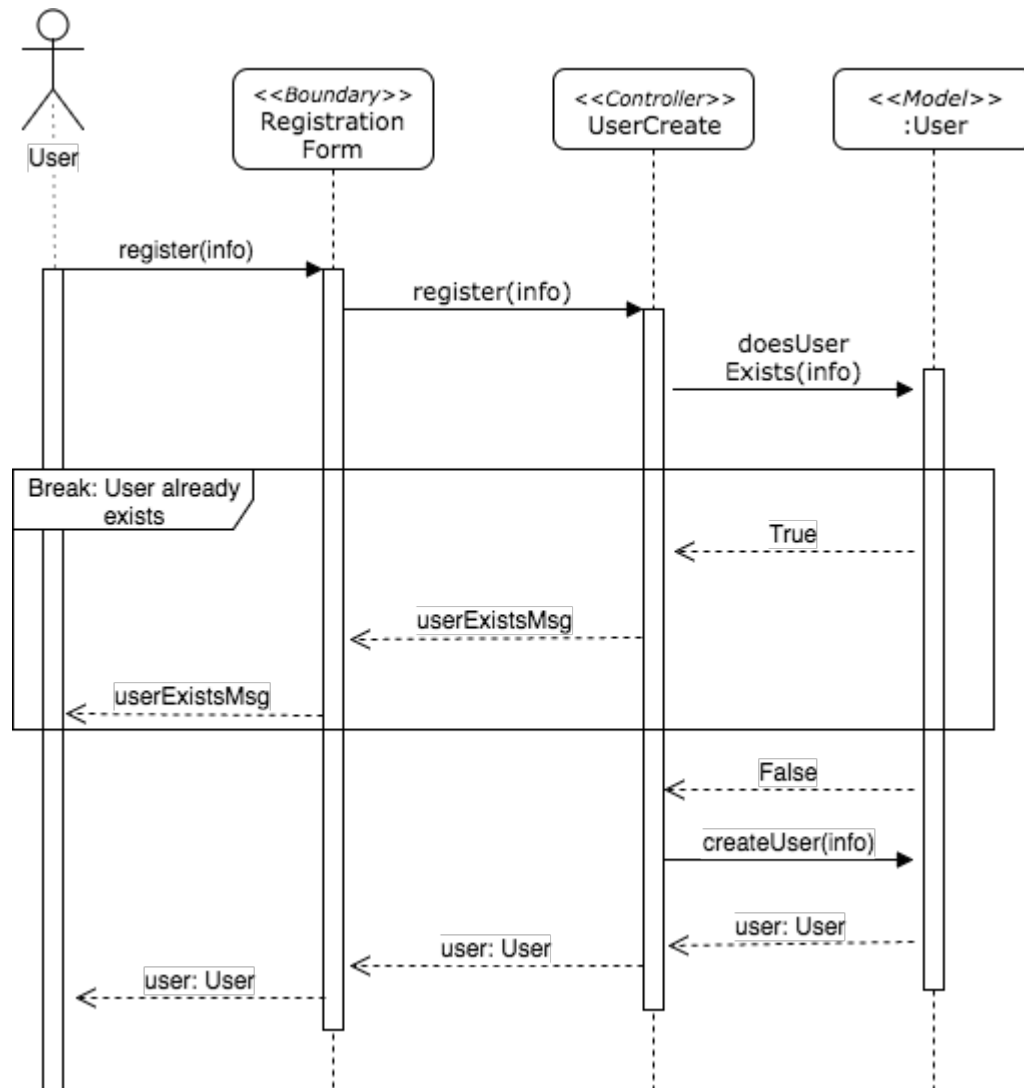 <<Boundary>>
Registration
Form
<<Controller>>
UserCreate
<<Model>>
:User
User
register(info)
register(info)
doesUser
Exists(info)
Break: User already
exists
True
userExistsMsg
userExistsMsg
False
createUser(info)
user: User
user: User
user: User